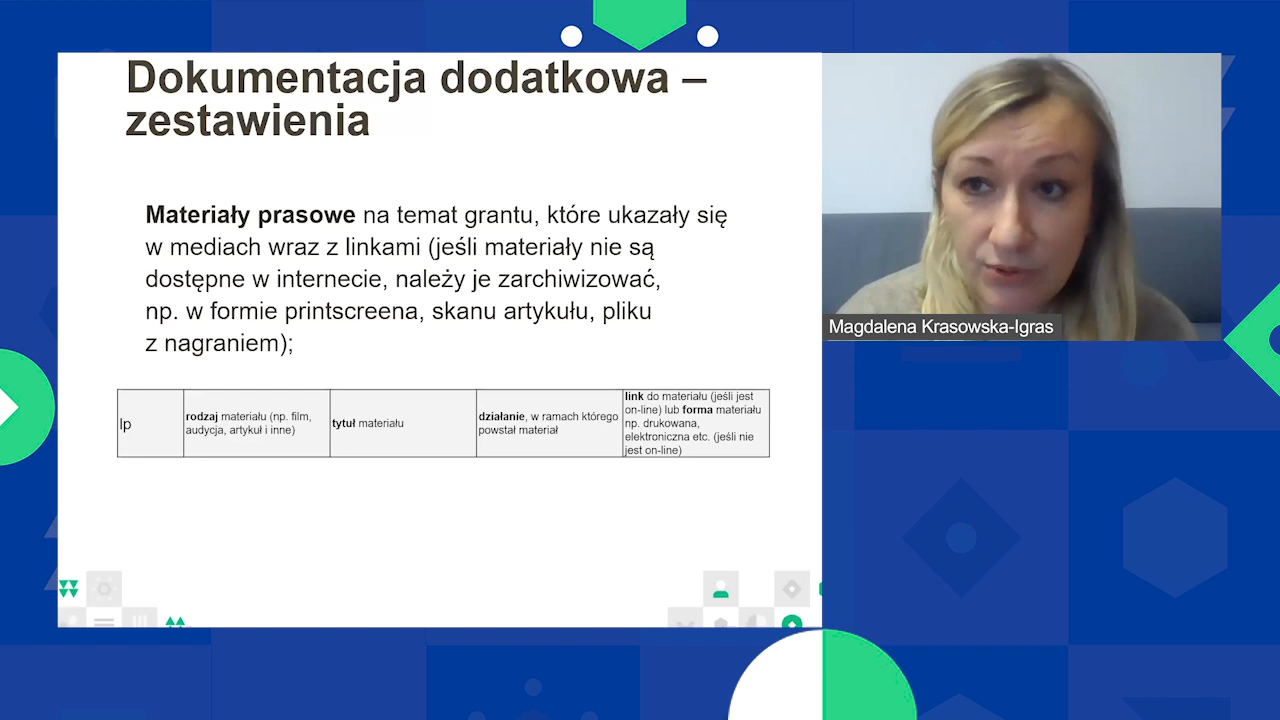 Dokumentacja dodatkowa –
zestawienia
Materiały prasowe na temat grantu, które ukazały się
w mediach wraz z linkami (jeśli materiały nie są
dostępne w internecie, należy je zarchiwizować,
np. w formie printscreena, skanu artykułu, pliku
z nagraniem);
lp
rodzaj materiału (np. film,
audycja, artykuł i inne)
tytuł materiału
działanie, w ramach którego
powstał materiał
link do materiału (jeśli jest
on-line) lub forma materiału
np. drukowana,
elektroniczna etc. (jeśli nie
jest on-line)
Magdalena Krasowska-Igras